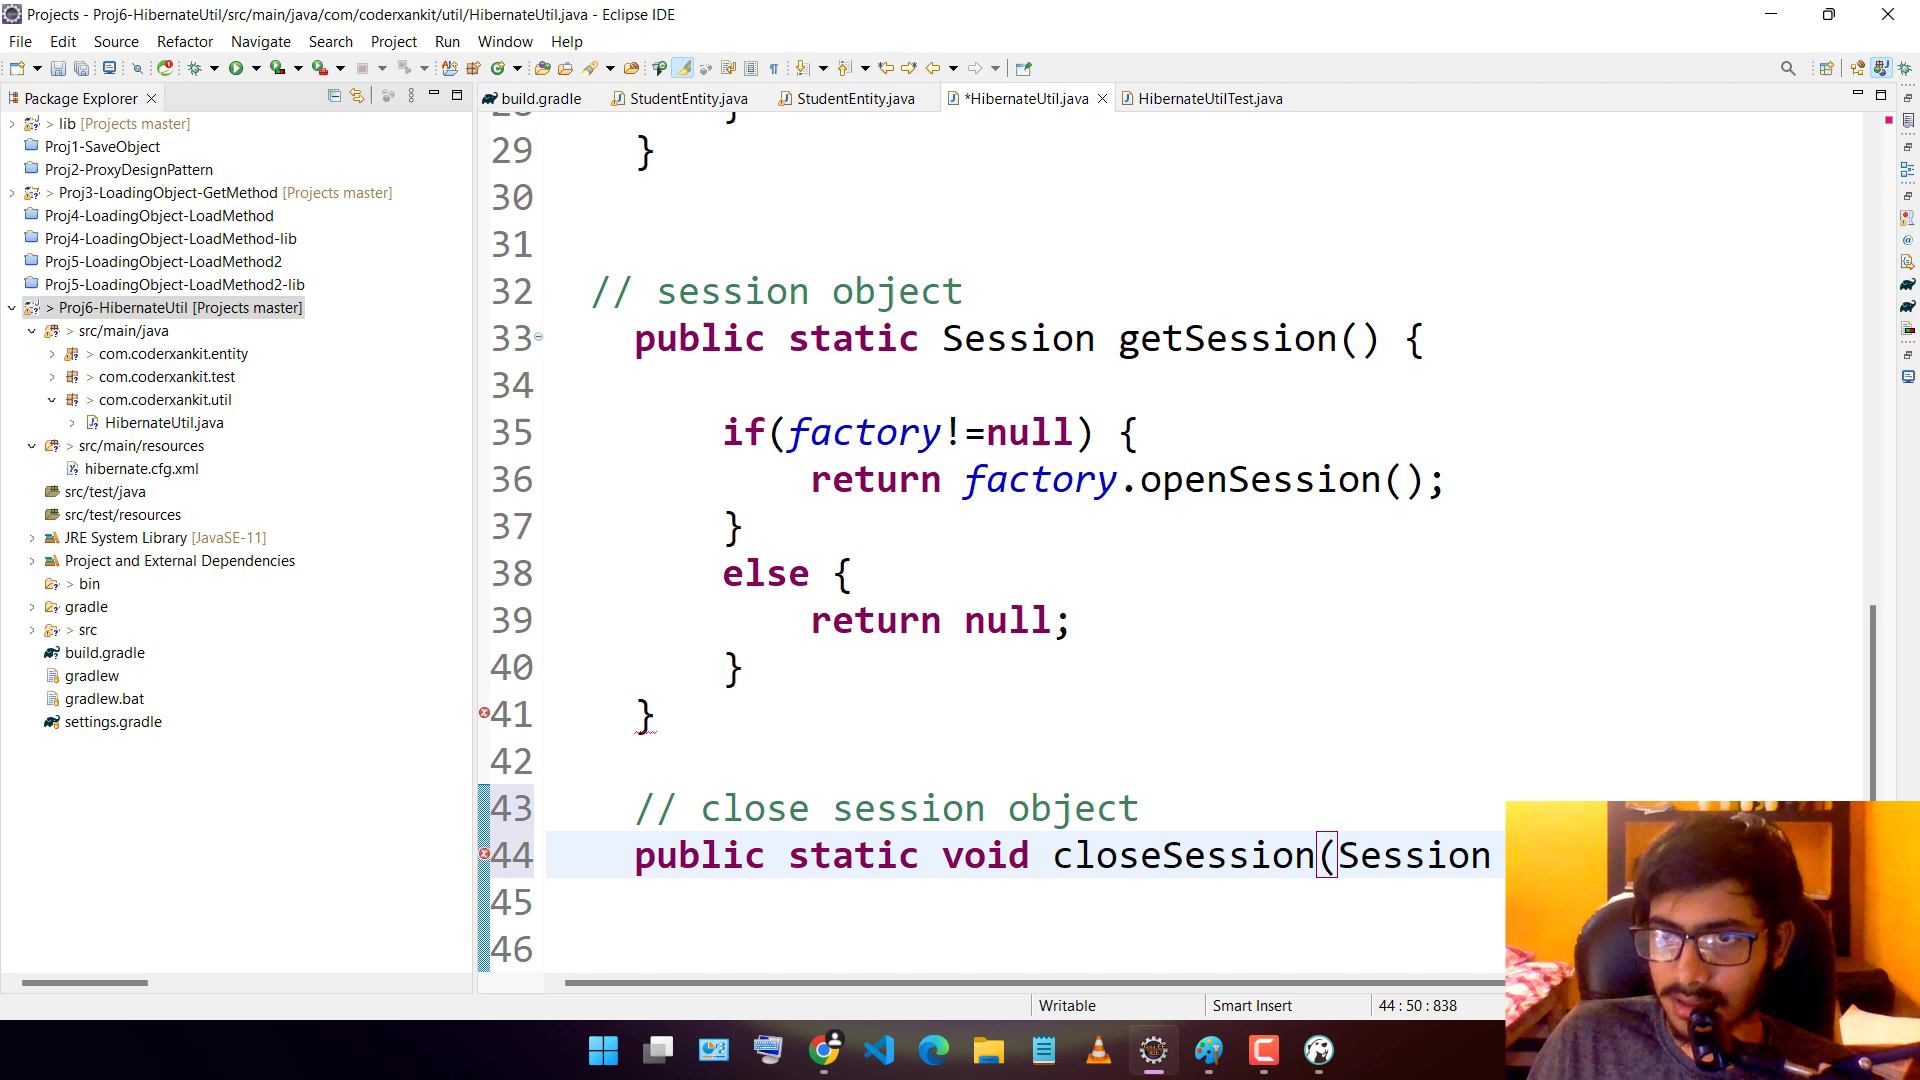 Projects - Proj6-HibernateUtil/src/main/java/com/coderxankit/util/HibernateUtil.java - Eclipse IDE
File Edit Source Refactor Navigate Search Project Run Window Help
Package Explorer
build.gradle
StudentEntity.java
StudentEntity.java
*HibernateUtil.java
HibernateUtilTest.java
> lib [Projects master]
Proj1-SaveObject
Proj2-ProxyDesignPattern
> Proj3-LoadingObject-GetMethod [Projects master]
Proj4-LoadingObject-LoadMethod
Proj4-LoadingObject-LoadMethod-lib
Proj5-LoadingObject-LoadMethod2
Proj5-LoadingObject-LoadMethod2-lib
> Proj6-HibernateUtil [Projects master]
> src/main/java
> com.coderxankit.entity
> com.coderxankit.test
> com.coderxankit.util
HibernateUtil.java
> src/main/resources
hibernate.cfg.xml
src/test/java
src/test/resources
JRE System Library [JavaSE-11]
Project and External Dependencies
> bin
gradle
> src
build.gradle
gradlew
gradlew.bat
settings.gradle
28 }
29 }
30
31
32 // session object
33 public static Session getSession() {
34
35 if(factory!=null) {
36 return factory.openSession();
37 }
38 else {
39 return null;
40 }
41 }
42
43 // close session object
44 public static void closeSession(Session
45
46
Writable
Smart Insert
44 : 50 : 838